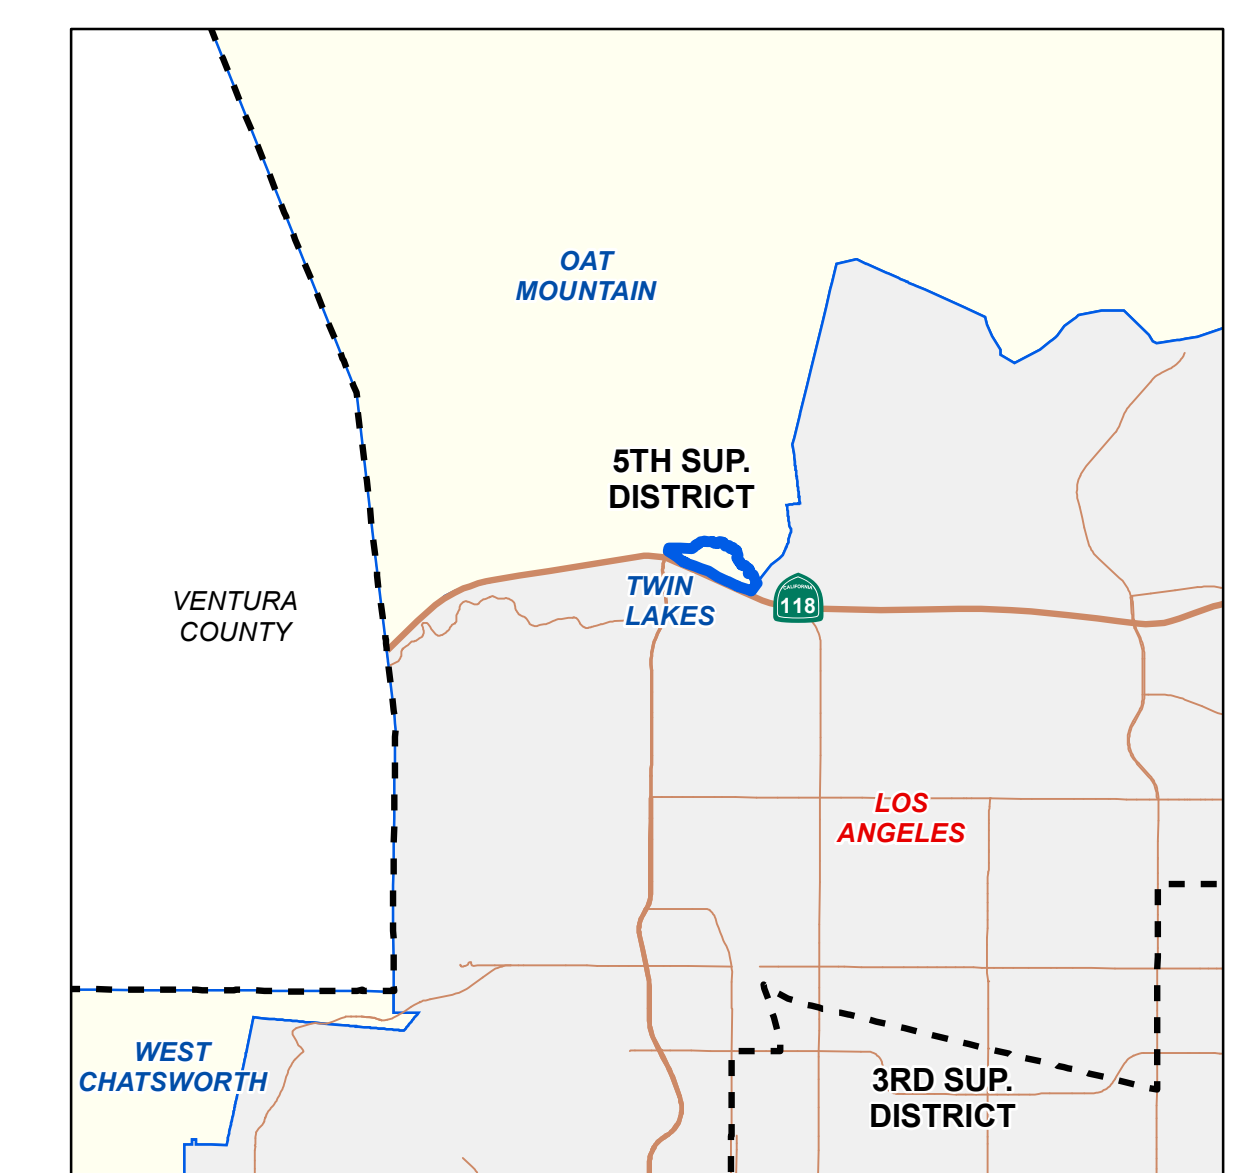 OAT
MOUNTAIN
5TH SUP.
DISTRICT
TWIN
LAKES
CALIFORNIA
118
VENTURA
COUNTY
LOS
ANGELES
WEST
CHATSWORTH
3RD SUP.
DISTRICT